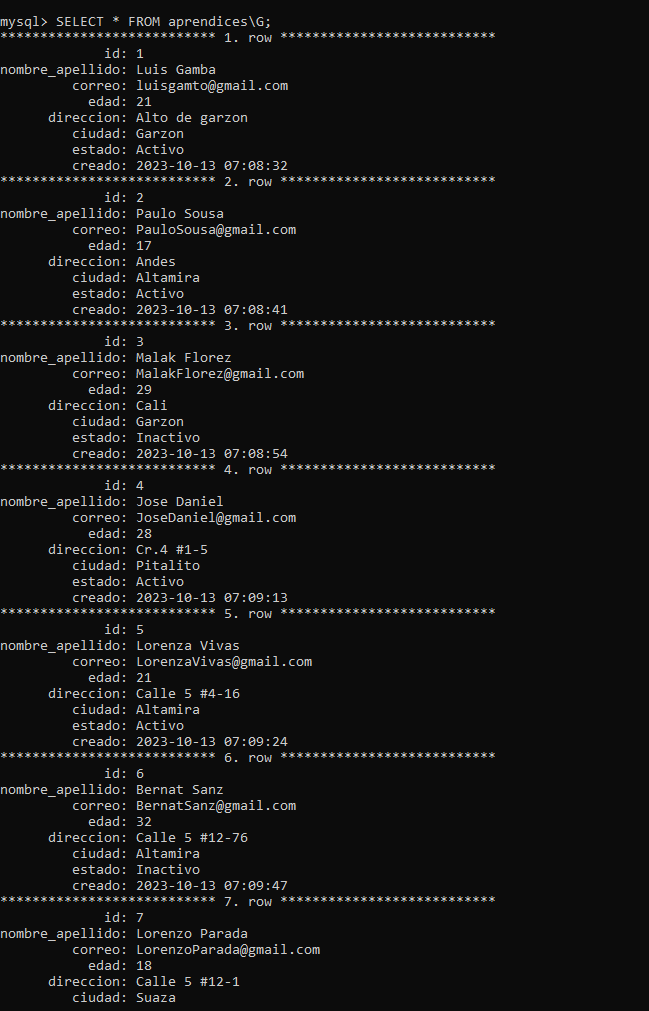 mysql> SELECT * FROM aprendices\G;
*************************** 1. row ***************************
id: 1
nombre_apellido: Luis Gamba
correo: luisgamto@gmail.com
edad: 21
direccion: Alto de garzon
ciudad: Garzon
estado: Activo
creado: 2023-10-13 07:08:32
*************************** 2. row ***************************
id: 2
nombre_apellido: Paulo Sousa
correo: PauloSousa@gmail.com
edad: 17
direccion: Andes
ciudad: Altamira
estado: Activo
creado: 2023-10-13 07:08:41
*************************** 3. row ***************************
id: 3
nombre_apellido: Malak Florez
correo: MalakFlorez@gmail.com
edad: 29
direccion: Cali
ciudad: Garzon
estado: Inactivo
creado: 2023-10-13 07:08:54
*************************** 4. row ***************************
id: 4
nombre_apellido: Jose Daniel
correo: JoseDaniel@gmail.com
edad: 28
direccion: Cr.4 #1-5
ciudad: Pitalito
estado: Activo
creado: 2023-10-13 07:09:13
*************************** 5. row ***************************
id: 5
nombre_apellido: Lorenza Vivas
correo: LorenzaVivas@gmail.com
edad: 21
direccion: Calle 5 #4-16
ciudad: Altamira
estado: Activo
creado: 2023-10-13 07:09:24
*************************** 6. row ***************************
id: 6
nombre_apellido: Bernat Sanz
correo: BernatSanz@gmail.com
edad: 32
direccion: Calle 5 #12-76
ciudad: Altamira
estado: Inactivo
creado: 2023-10-13 07:09:47
*************************** 7. row ***************************
id: 7
nombre_apellido: Lorenzo Parada
correo: LorenzoParada@gmail.com
edad: 18
direccion: Calle 5 #12-1
ciudad: Suaza